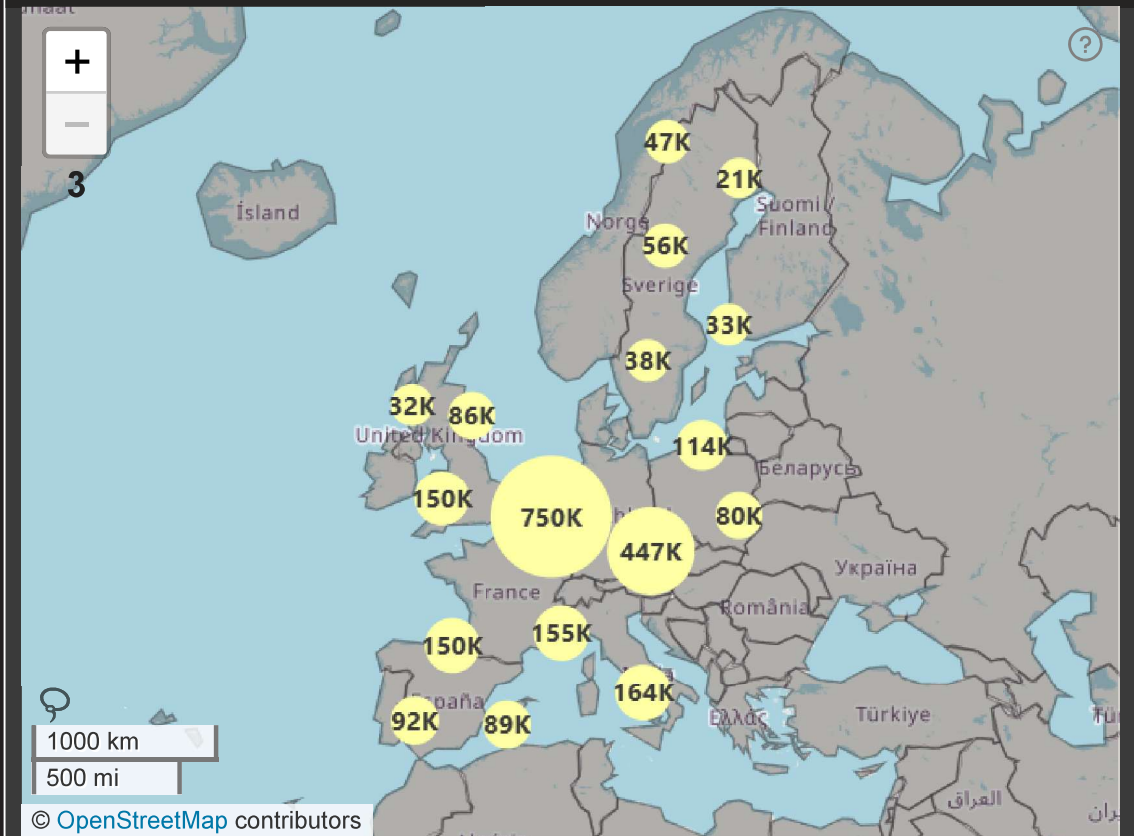 +
−
3
?
47K
21K
Ísland
Norge
Suomi /
Finland
56K
Sverige
33K
38K
32K
86K
United Kingdom
114K
Беларусь
150K
750K
80K
447K
Україна
France
România
155K
150K
164K
España
92K
89K
Ελλάς
Türkiye
1000 km
500 mi
العراق
© OpenStreetMap contributors